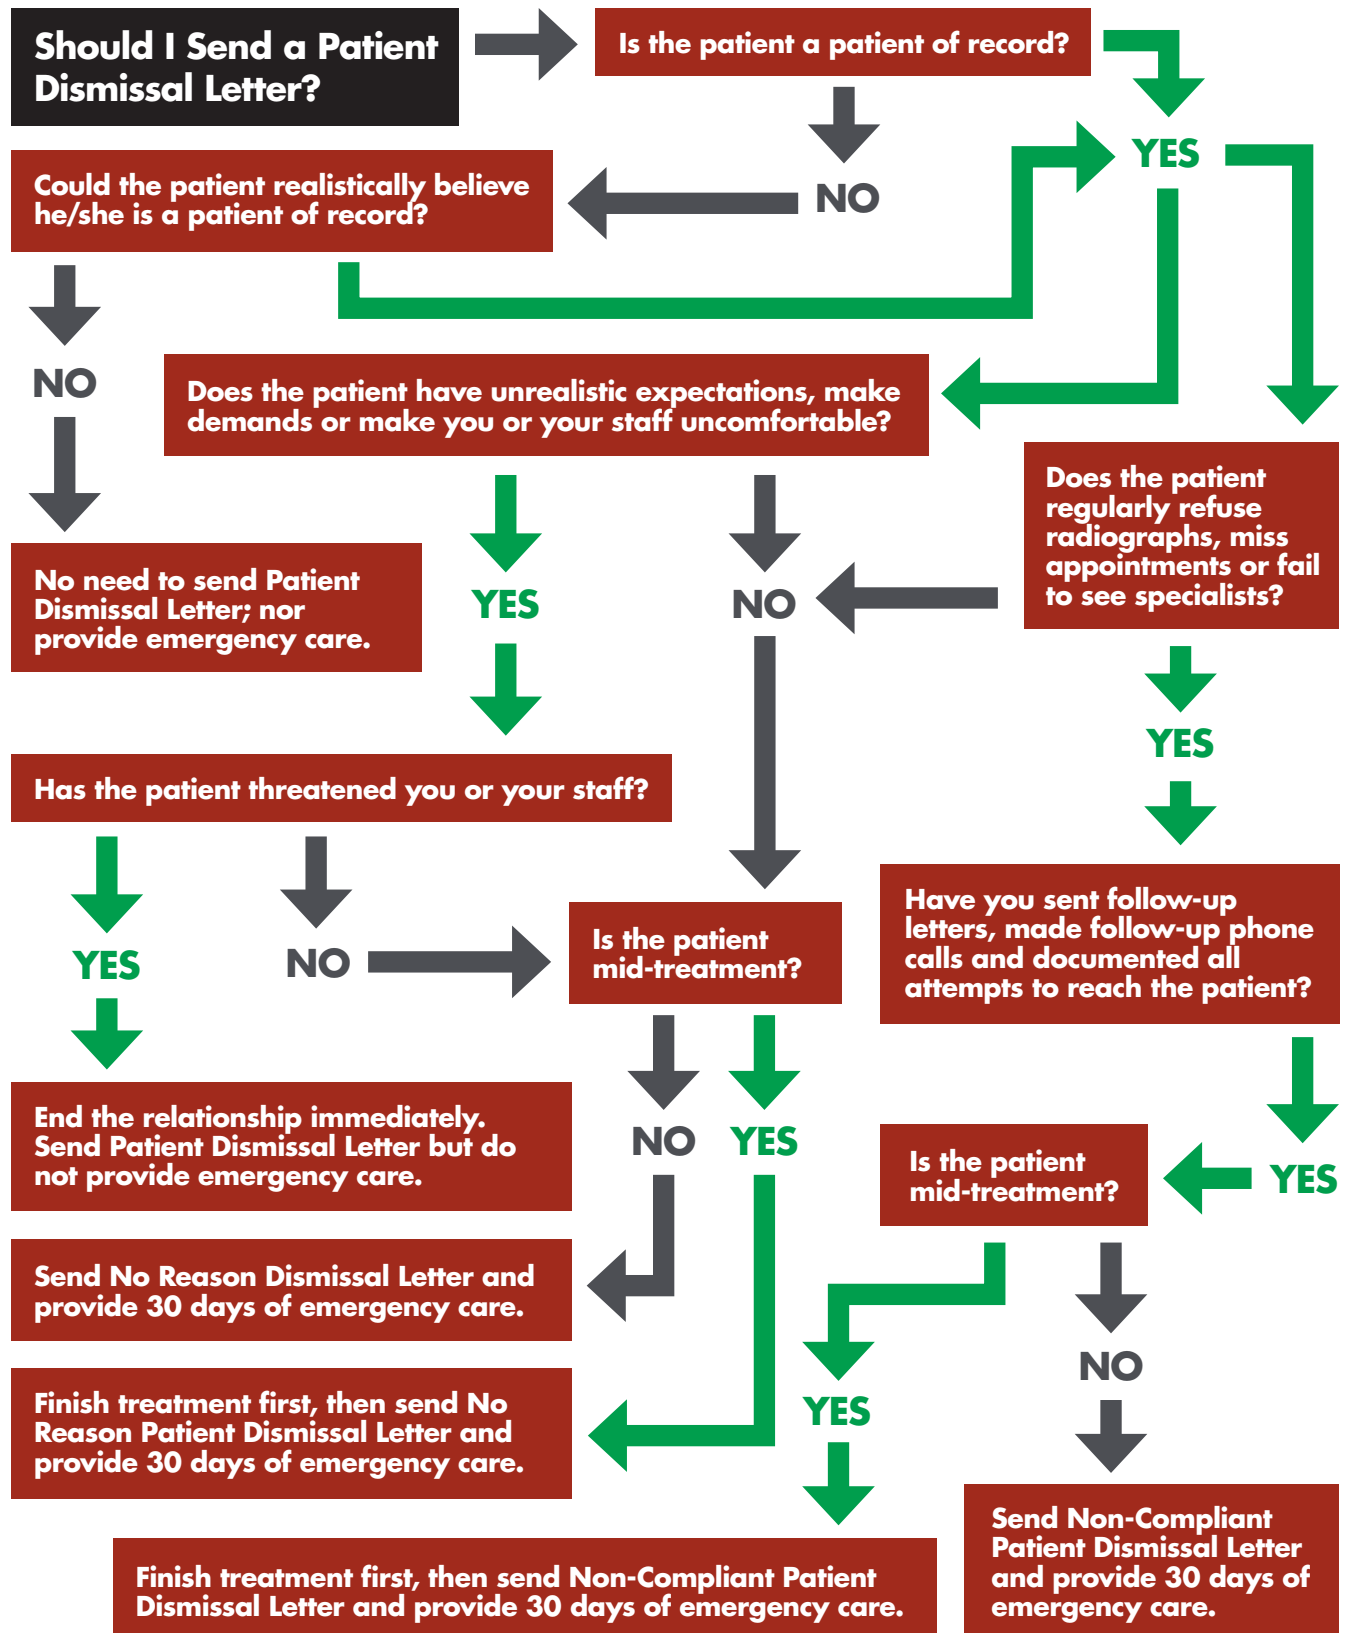 Should I Send a Patient
Dismissal Letter?
Is the patient a patient of record?
YES
NO
Could the patient realistically believe
he/she is a patient of record?
NO
Does the patient have unrealistic expectations, make
demands or make you or your staff uncomfortable?
Does the patient
regularly refuse
radiographs, miss
appointments or fail
to see specialists?
No need to send Patient
Dismissal Letter; nor
provide emergency care.
YES
NO
YES
Has the patient threatened you or your staff?
Have you sent follow-up
letters, made follow-up phone
calls and documented all
attempts to reach the patient?
YES
NO
Is the patient
mid-treatment?
End the relationship immediately.
Send Patient Dismissal Letter but do
not provide emergency care.
NO
YES
Is the patient
mid-treatment?
YES
Send No Reason Dismissal Letter and
provide 30 days of emergency care.
NO
Finish treatment first, then send No
Reason Patient Dismissal Letter and
provide 30 days of emergency care.
YES
Send Non-Compliant
Patient Dismissal Letter
and provide 30 days of
emergency care.
Finish treatment first, then send Non-Compliant Patient
Dismissal Letter and provide 30 days of emergency care.